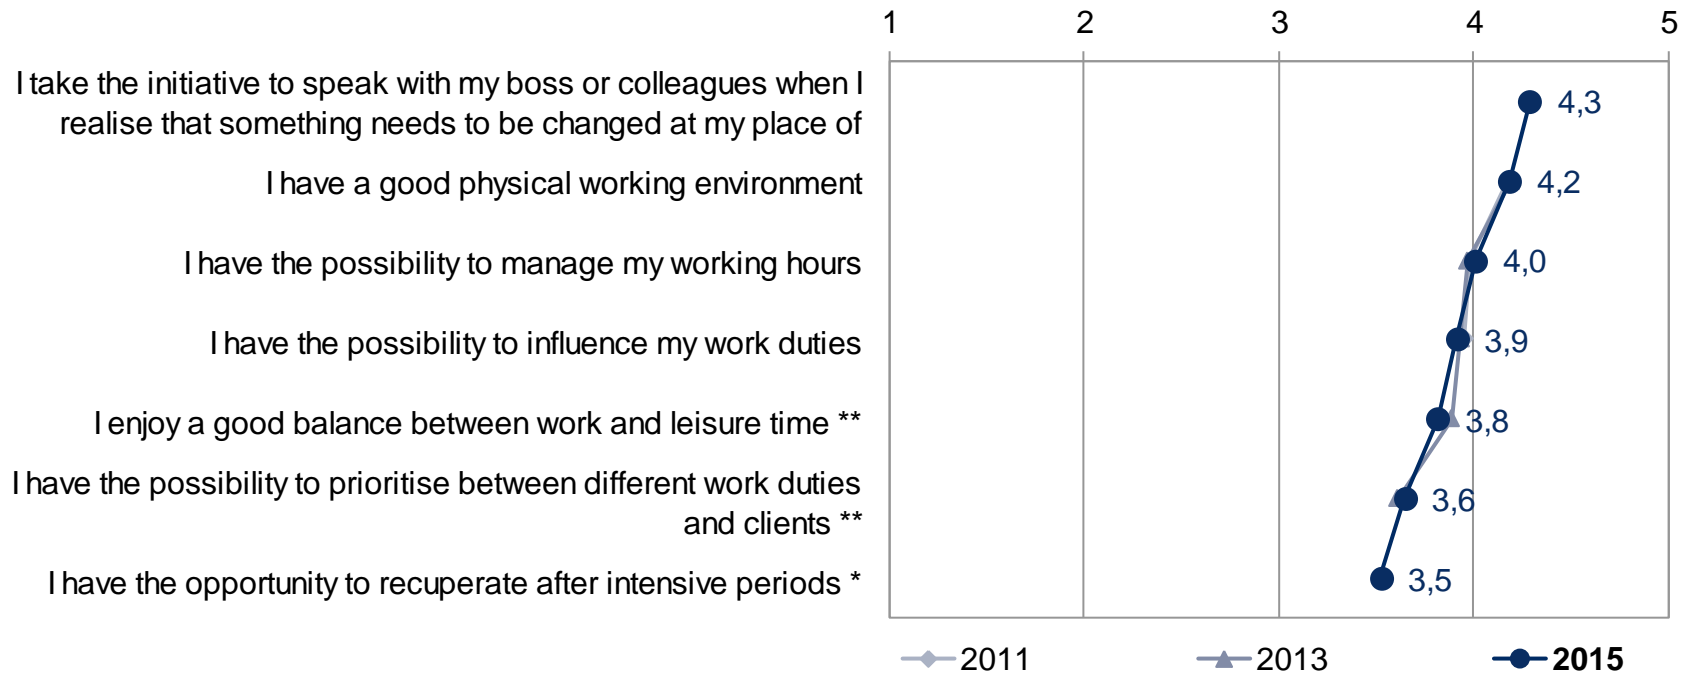 1 2 3 4 5
I take the initiative to speak with my boss or colleagues when I
realise that something needs to be changed at my place of
4,3
I have a good physical working environment
4,2
I have the possibility to manage my working hours
4,0
I have the possibility to influence my work duties
3,9
I enjoy a good balance between work and leisure time **
3,8
I have the possibility to prioritise between different work duties
and clients **
3,6
I have the opportunity to recuperate after intensive periods *
3,5
2011 2013 2015